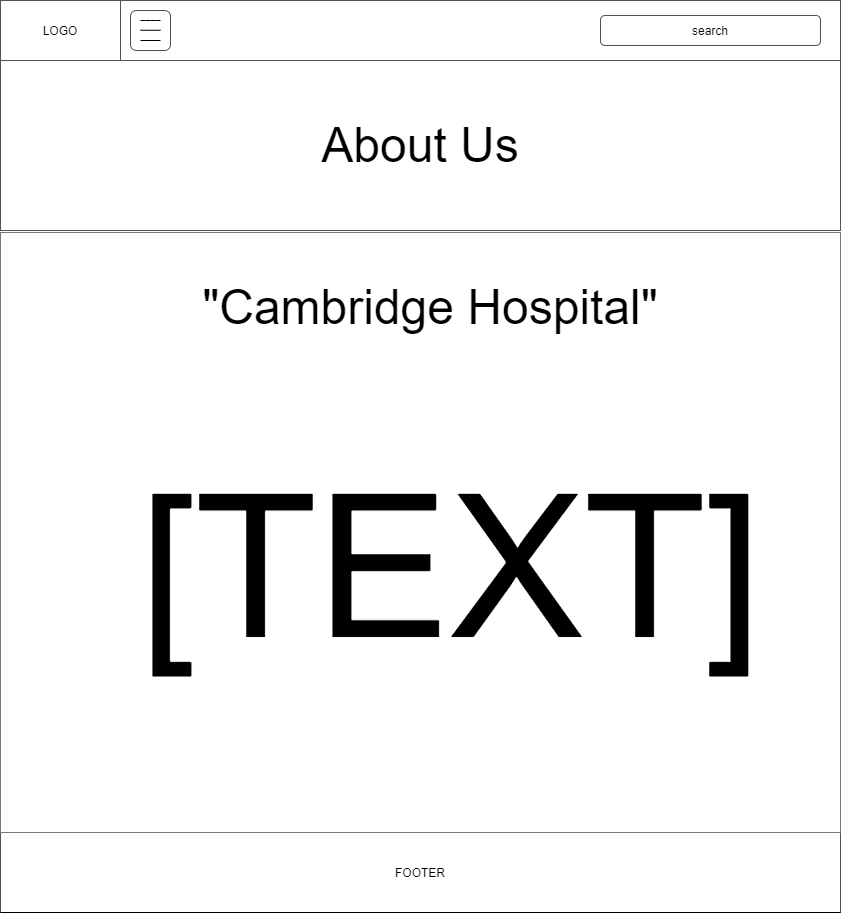 LOGO
search
About Us
"Cambridge Hospital"
[TEXT]
FOOTER